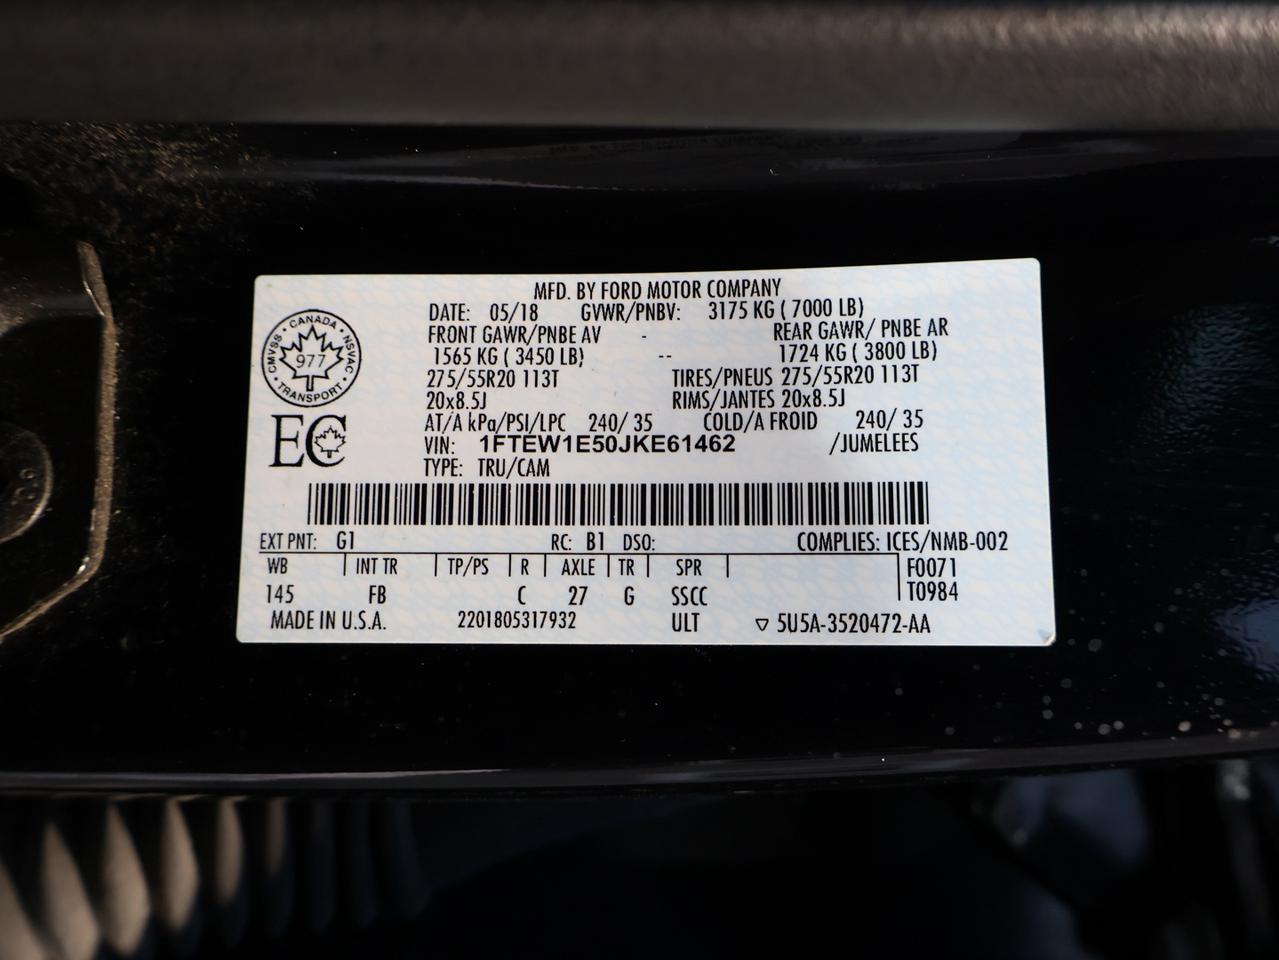 MFD. BY FORD MOTOR COMPANY
DATE: 05/18 GVWR/PNBV: 3175 KG ( 7000 LB)
FRONT GAWR/PNBE AV - REAR GAWR/ PNBE AR
1565 KG ( 3450 LB) -- 1724 KG ( 3800 LB)
275/55R20 113T TIRES/PNEUS 275/55R20 113T
20x8.5J RIMS/JANTES 20x8.5J
AT/A kPa/PSI/LPC 240/ 35 COLD/A FROID 240/ 35
VIN: 1FTEW1E50JKE61462 /JUMELEES
TYPE: TRU/CAM
CMVSS • CANADA • NSVAC • TRANSPORT •
977
EC
EXT PNT: G1 RC: B1 DSO: COMPLIES: ICES/NMB-002
WB INT TR TP/PS R AXLE TR SPR F0071
145 FB C 27 G SSCC T0984
MADE IN U.S.A. 2201805317932 ULT ▽ 5U5A-3520472-AA